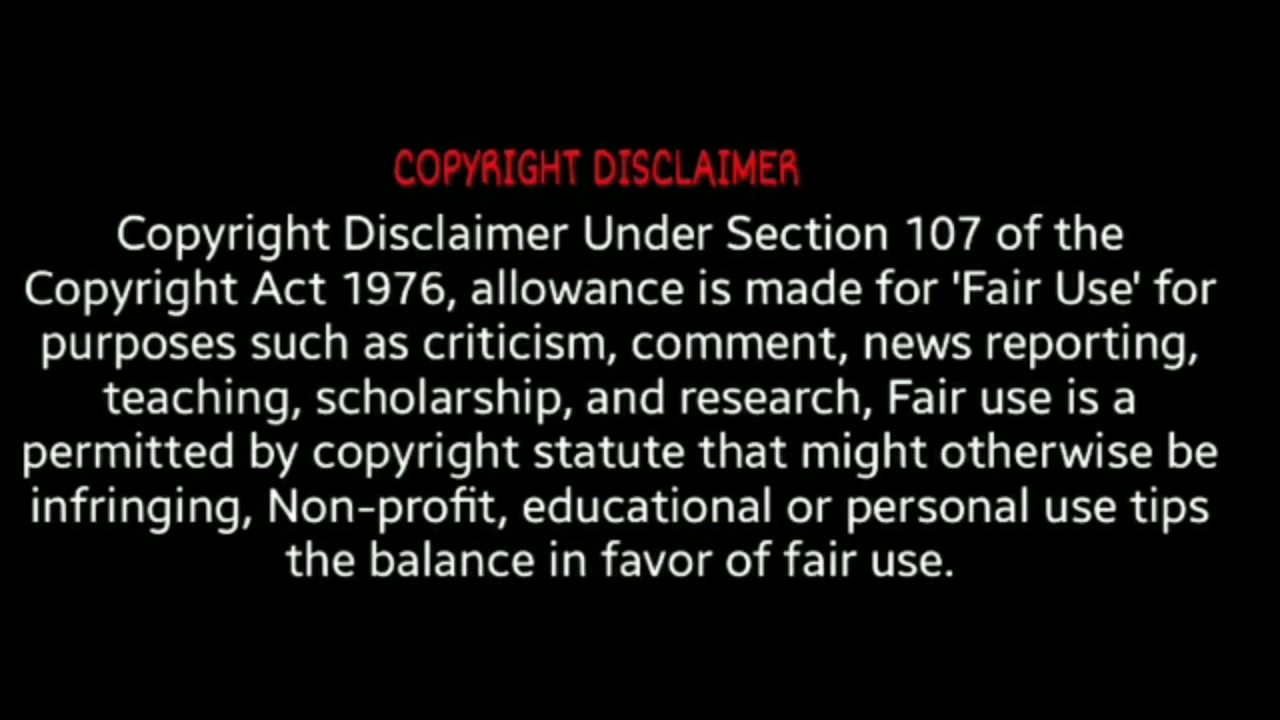 COPYRIGHT DISCLAIMER
Copyright Disclaimer Under Section 107 of the
Copyright Act 1976, allowance is made for 'Fair Use' for
purposes such as criticism, comment, news reporting,
teaching, scholarship, and research, Fair use is a
permitted by copyright statute that might otherwise be
infringing, Non-profit, educational or personal use tips
the balance in favor of fair use.